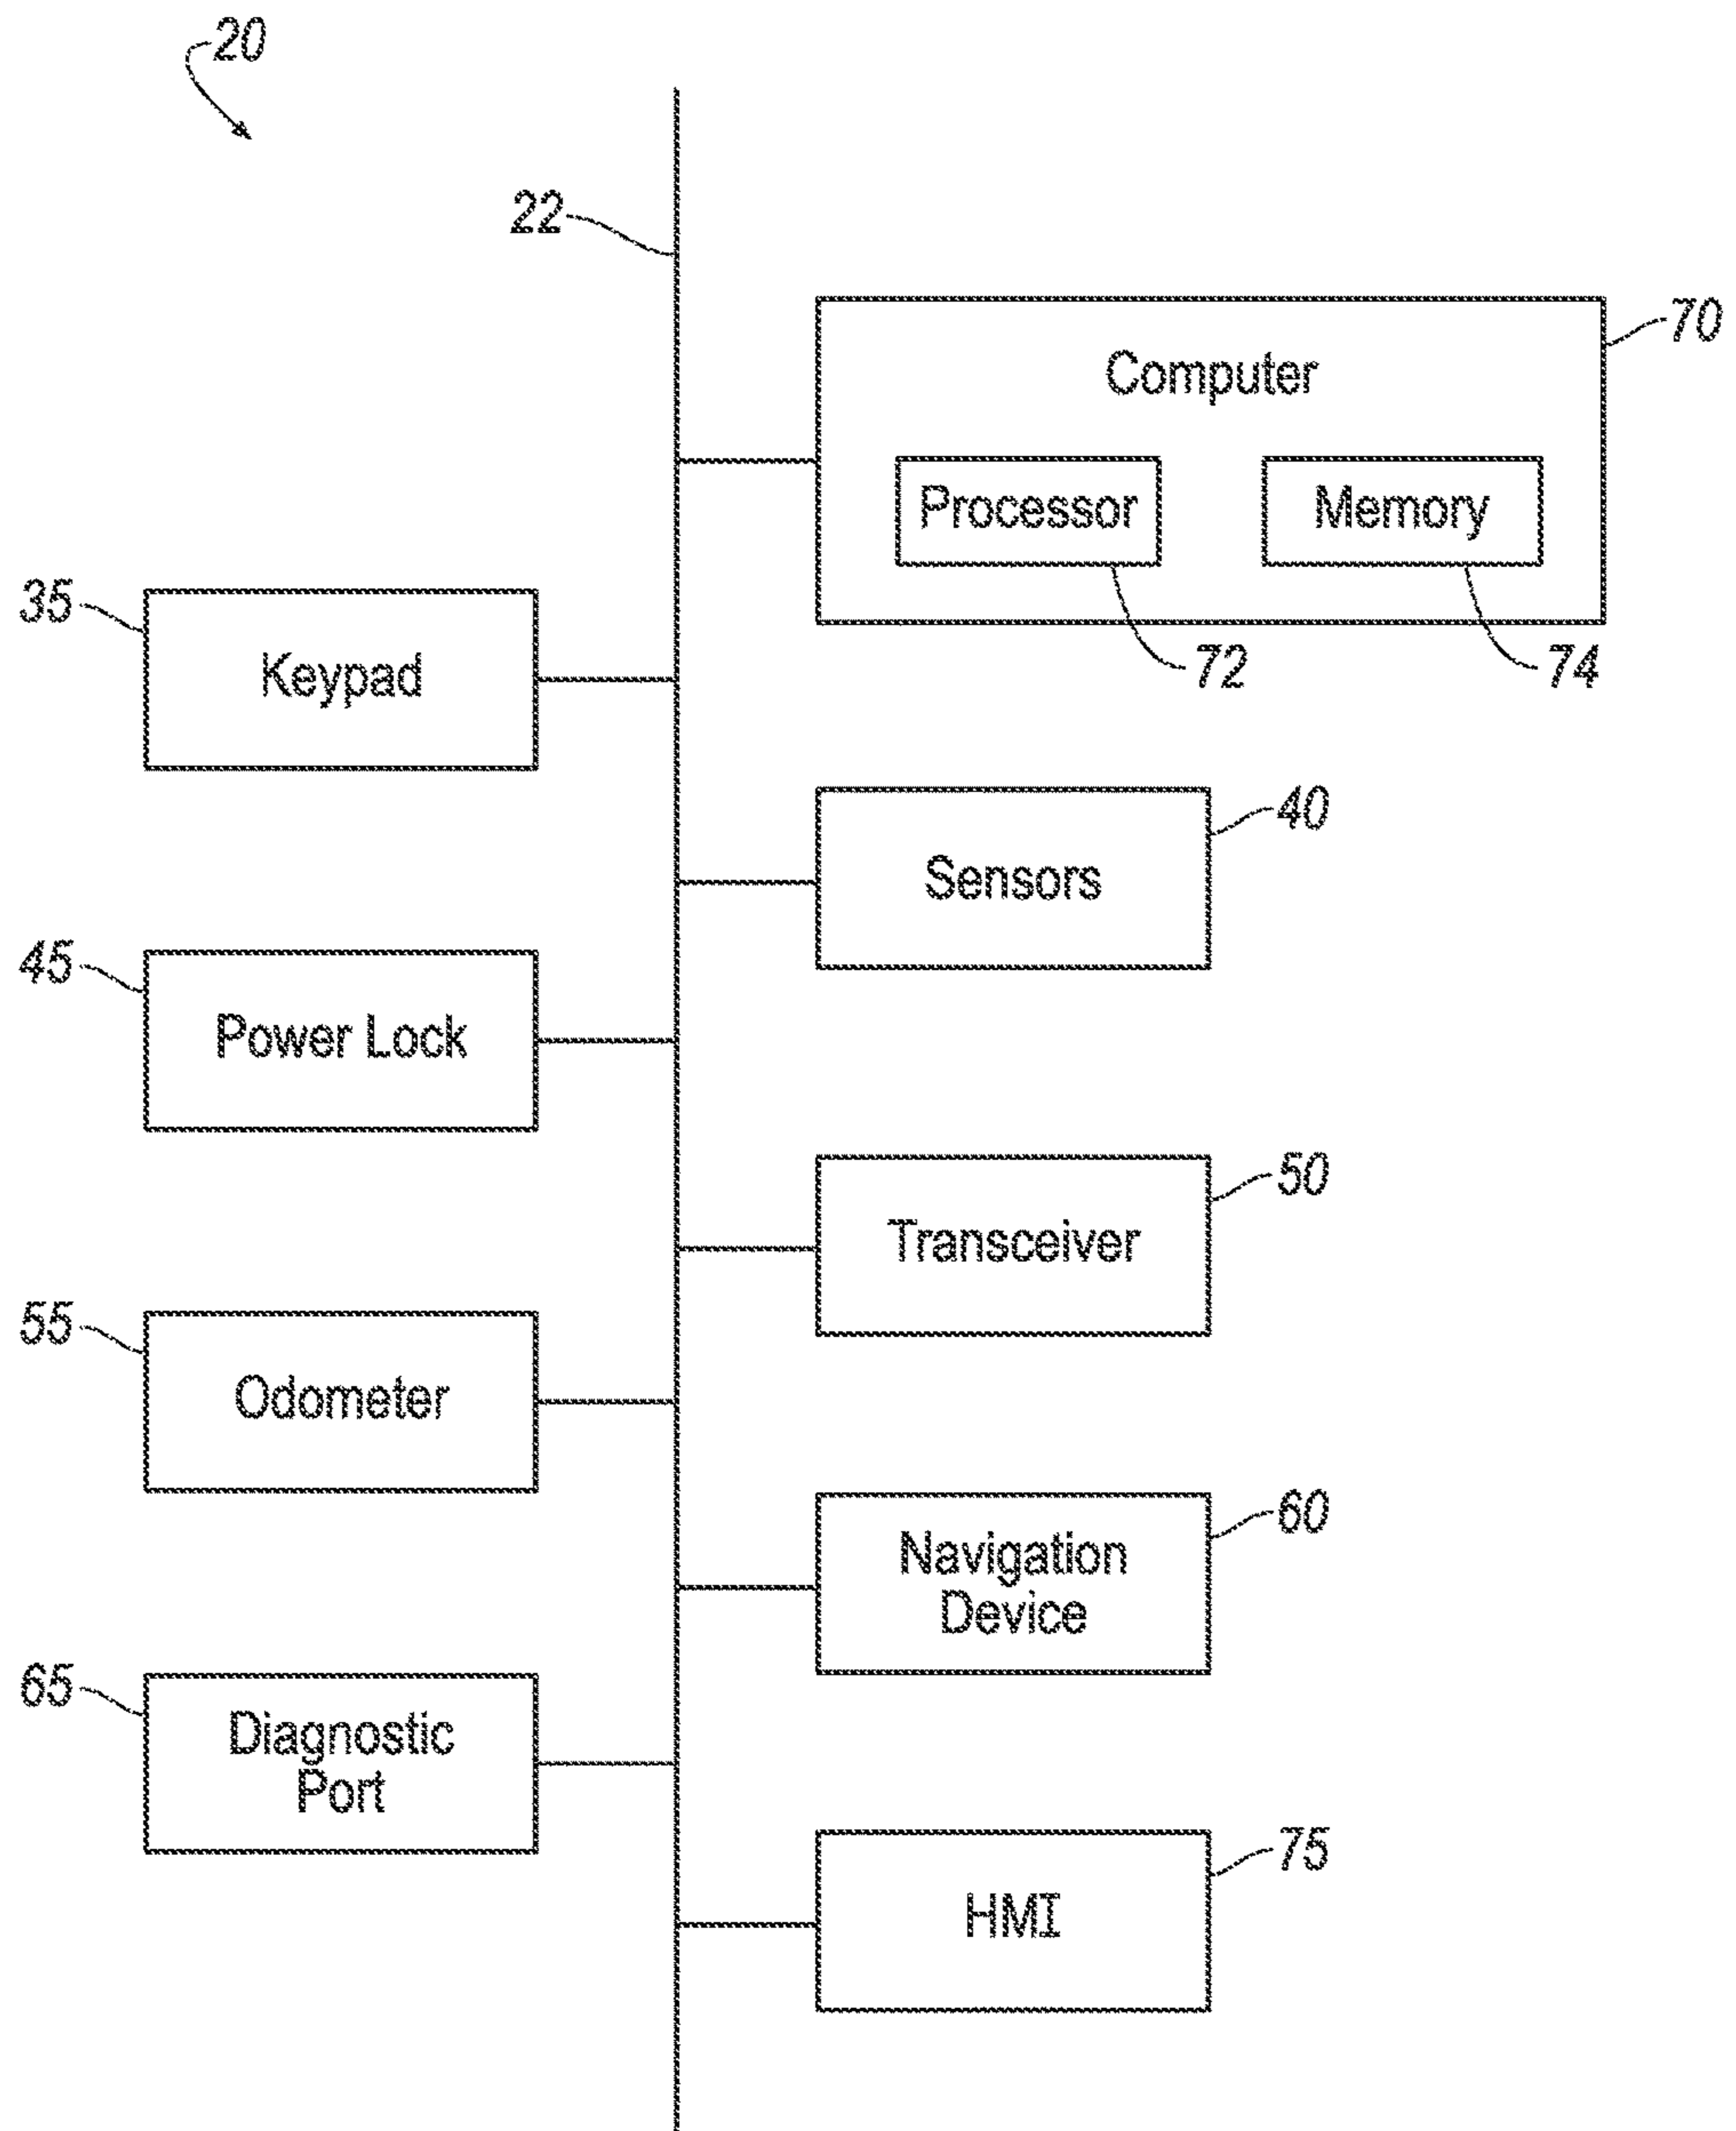 20
22
70
Computer
Processor
Memory
72
74
35
Keypad
40
Sensors
45
Power Lock
50
Transceiver
55
Odometer
60
Navigation
Device
65
Diagnostic
Port
75
HMI